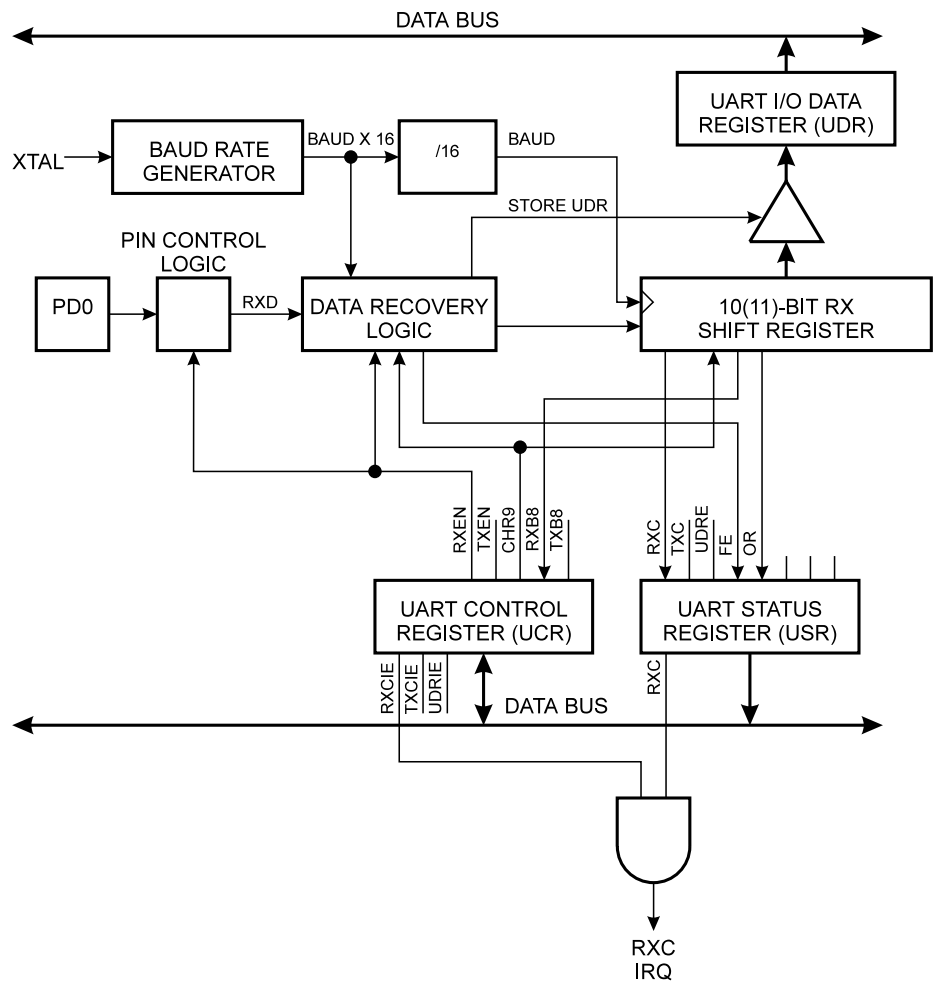 DATA BUS
UART I/O DATA
REGISTER (UDR)
XTAL
BAUD RATE
GENERATOR
BAUD X 16
/16
BAUD
STORE UDR
PIN CONTROL
LOGIC
PD0
RXD
DATA RECOVERY
LOGIC
10(11)-BIT RX
SHIFT REGISTER
RXEN
TXEN
CHR9
RXB8
TXB8
RXC
TXC
UDRE
FE
OR
UART CONTROL
REGISTER (UCR)
UART STATUS
REGISTER (USR)
RXCIE
TXCIE
UDRIE
RXC
DATA BUS
RXC
IRQ